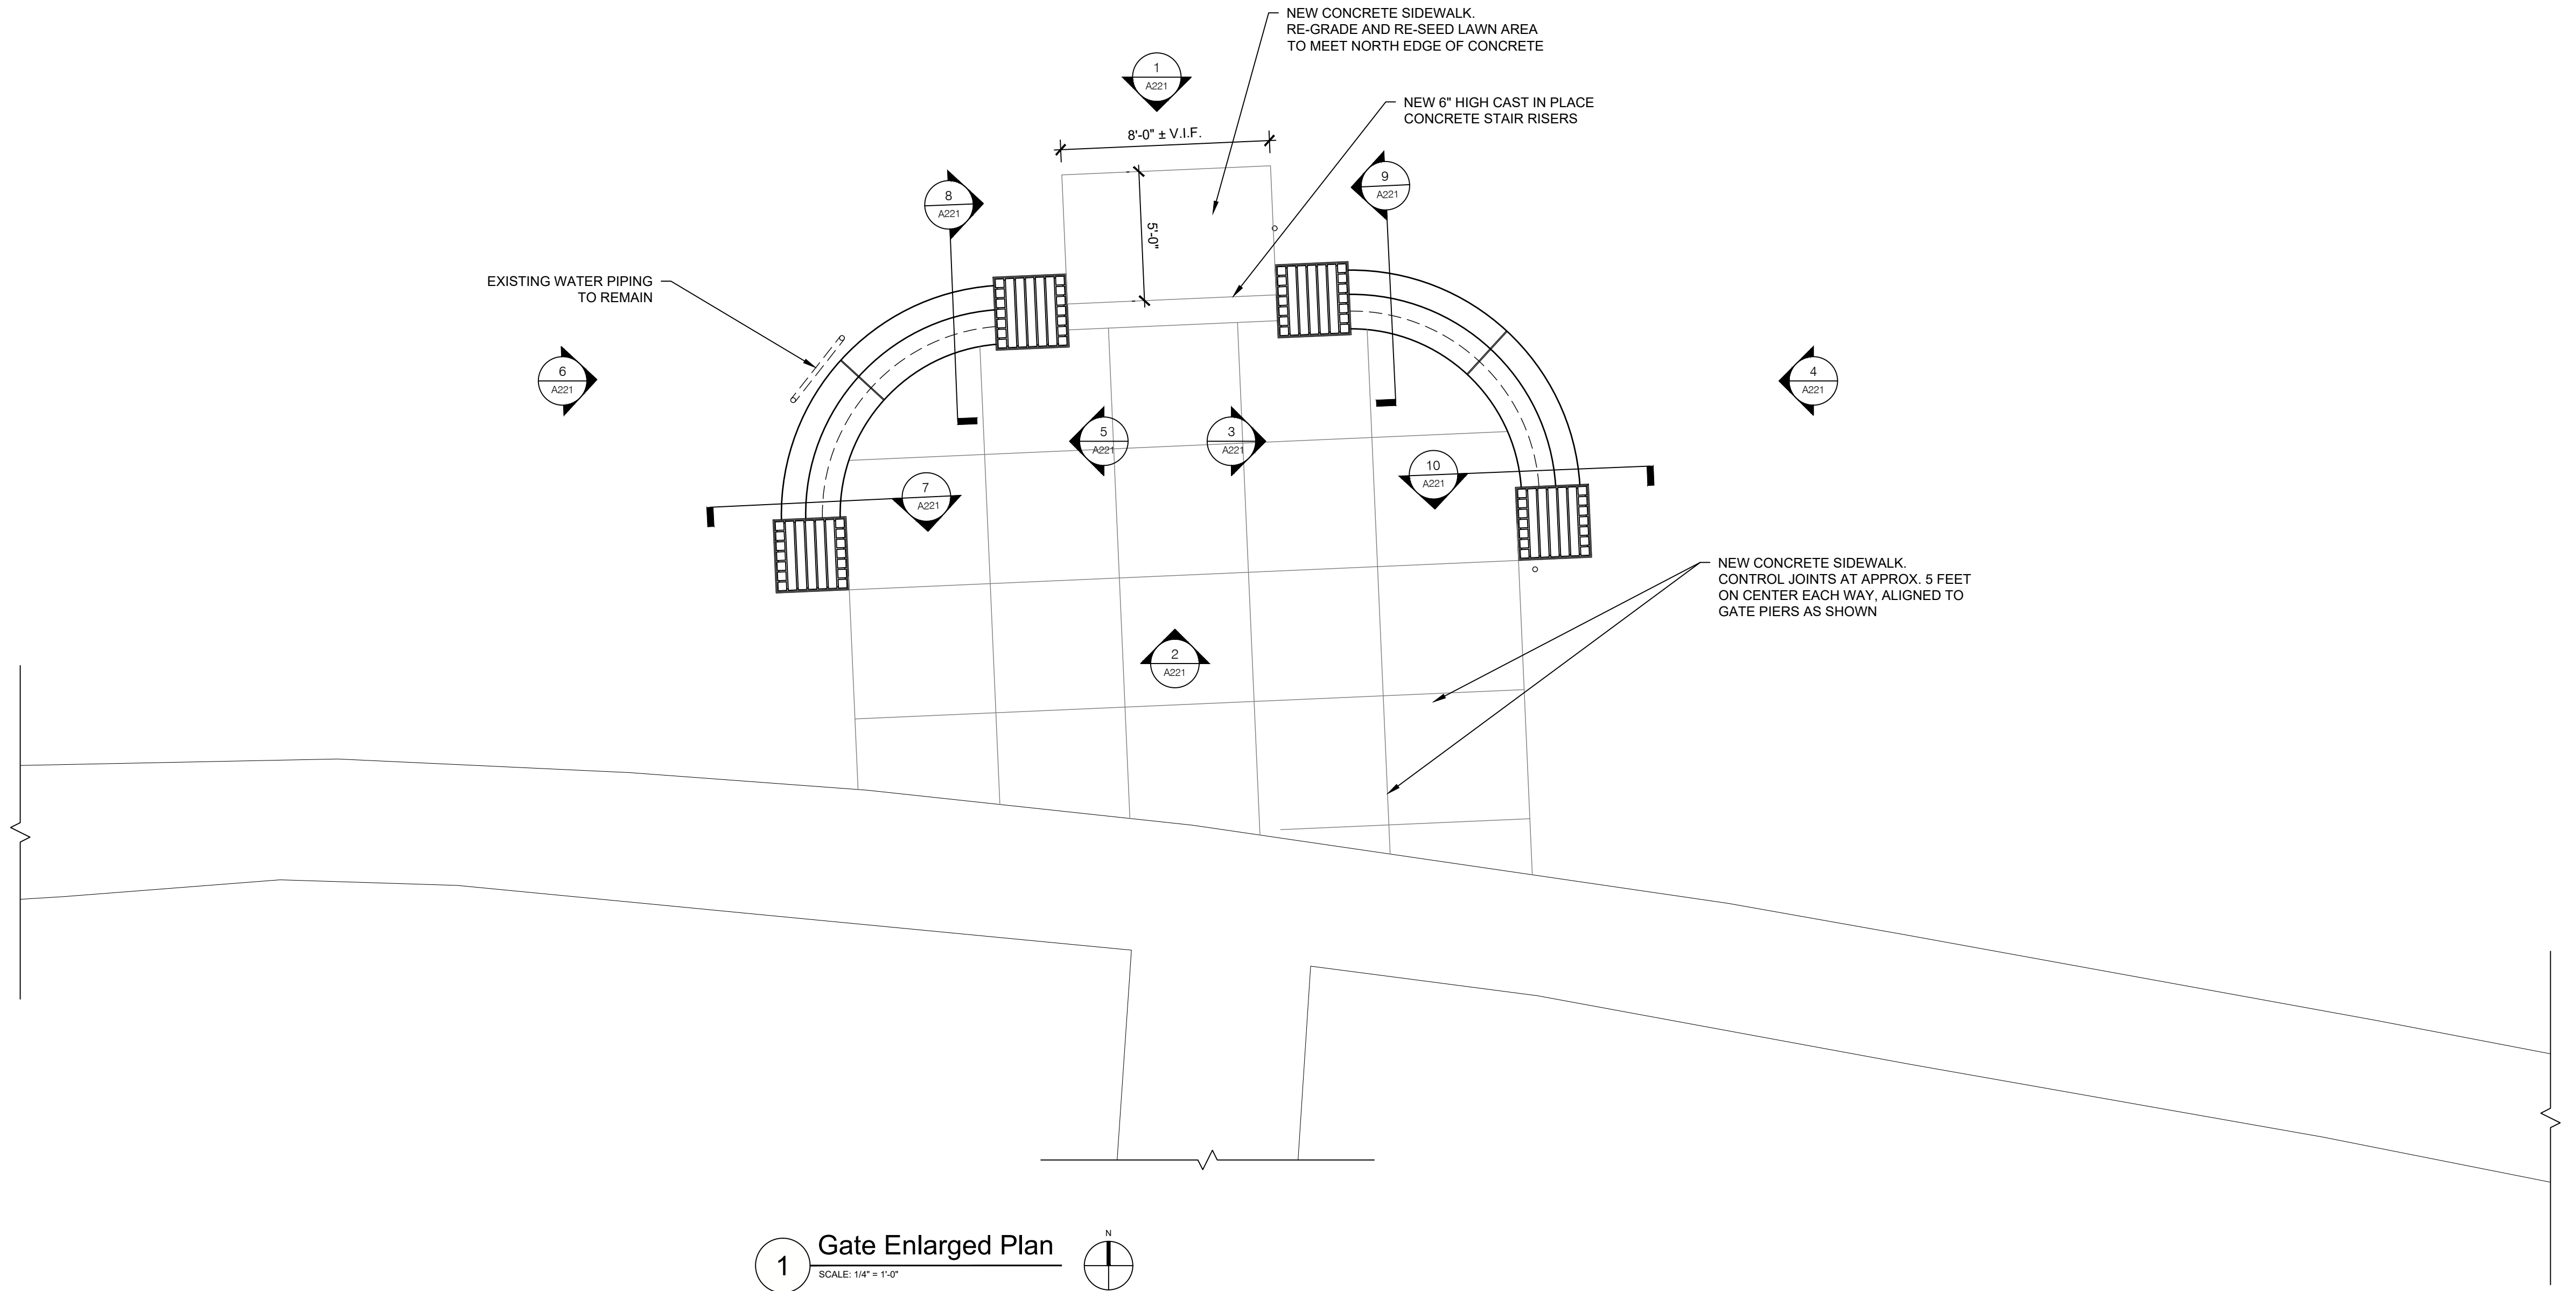 NEW CONCRETE SIDEWALK.
RE-GRADE AND RE-SEED LAWN AREA
TO MEET NORTH EDGE OF CONCRETE
1
A221
NEW 6" HIGH CAST IN PLACE
CONCRETE STAIR RISERS
8'-0" ± V.I.F.
8
A221
9
A221
5'-0"
EXISTING WATER PIPING
TO REMAIN
6
A221
4
A221
5
A221
3
A221
7
A221
10
A221
NEW CONCRETE SIDEWALK.
CONTROL JOINTS AT APPROX. 5 FEET
ON CENTER EACH WAY, ALIGNED TO
GATE PIERS AS SHOWN
2
A221
1
Gate Enlarged Plan
SCALE: 1/4" = 1'-0"
N